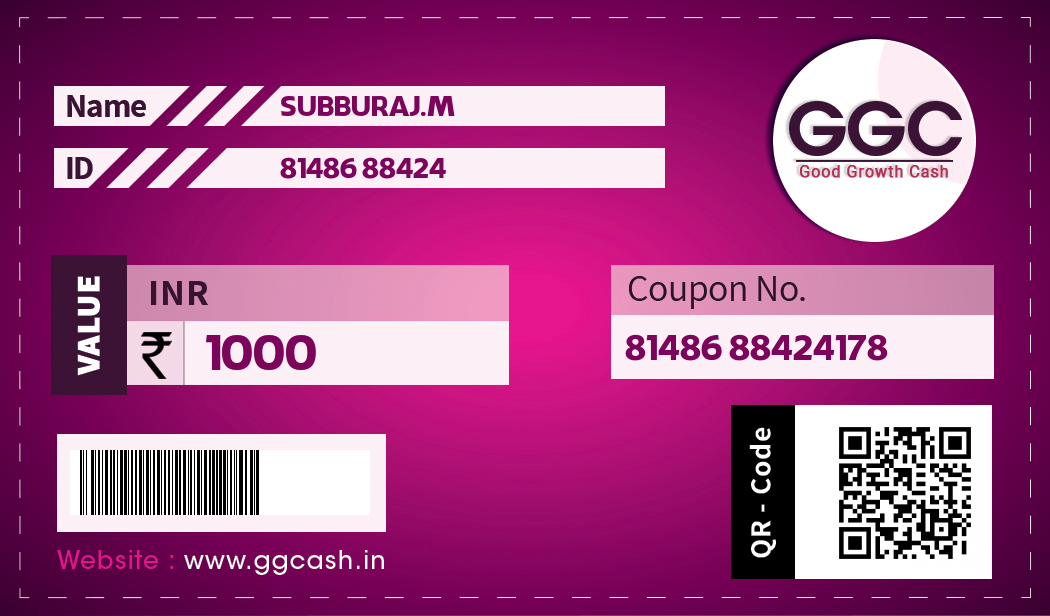 Name SUBBURAJ.M
ID 81486 88424
GGC
Good Growth Cash
VALUE
INR
₹ 1000
Coupon No.
81486 88424178
QR - Code
Website : www.ggcash.in